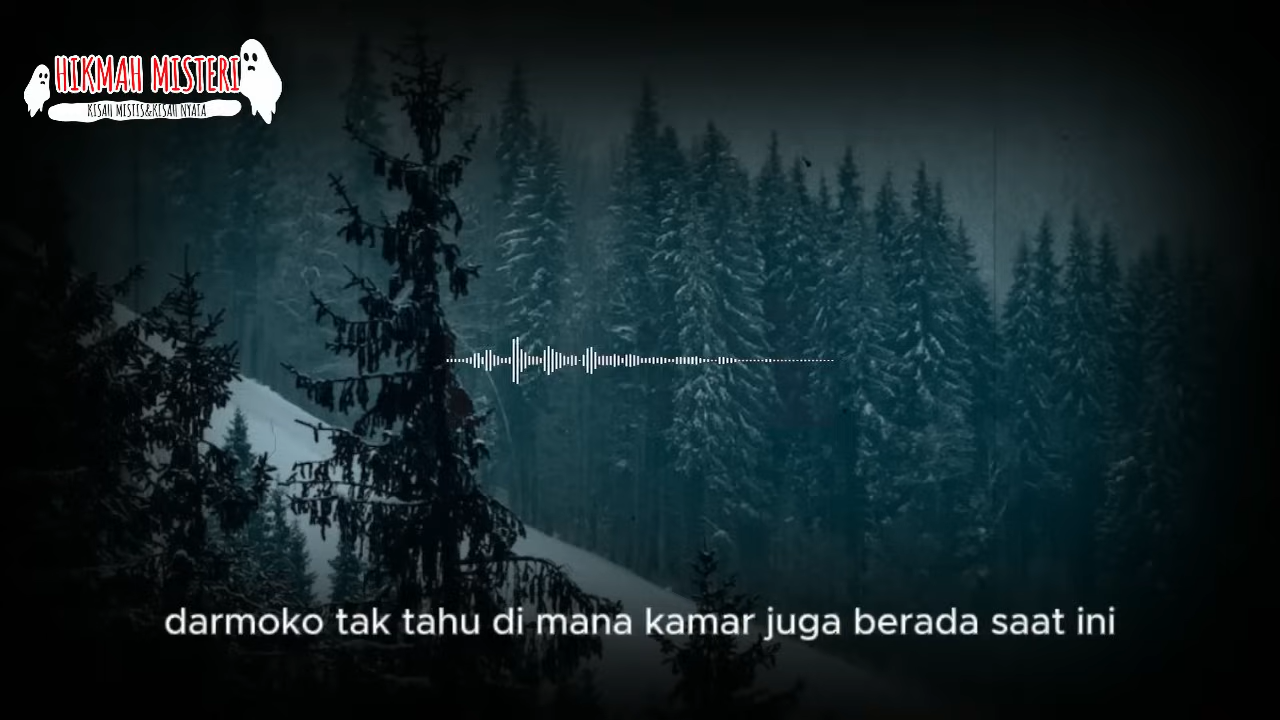 HIKMAH MISTERI
KISAH MISTIS&KISAH NYATA
darmoko tak tahu di mana kamar juga berada saat ini